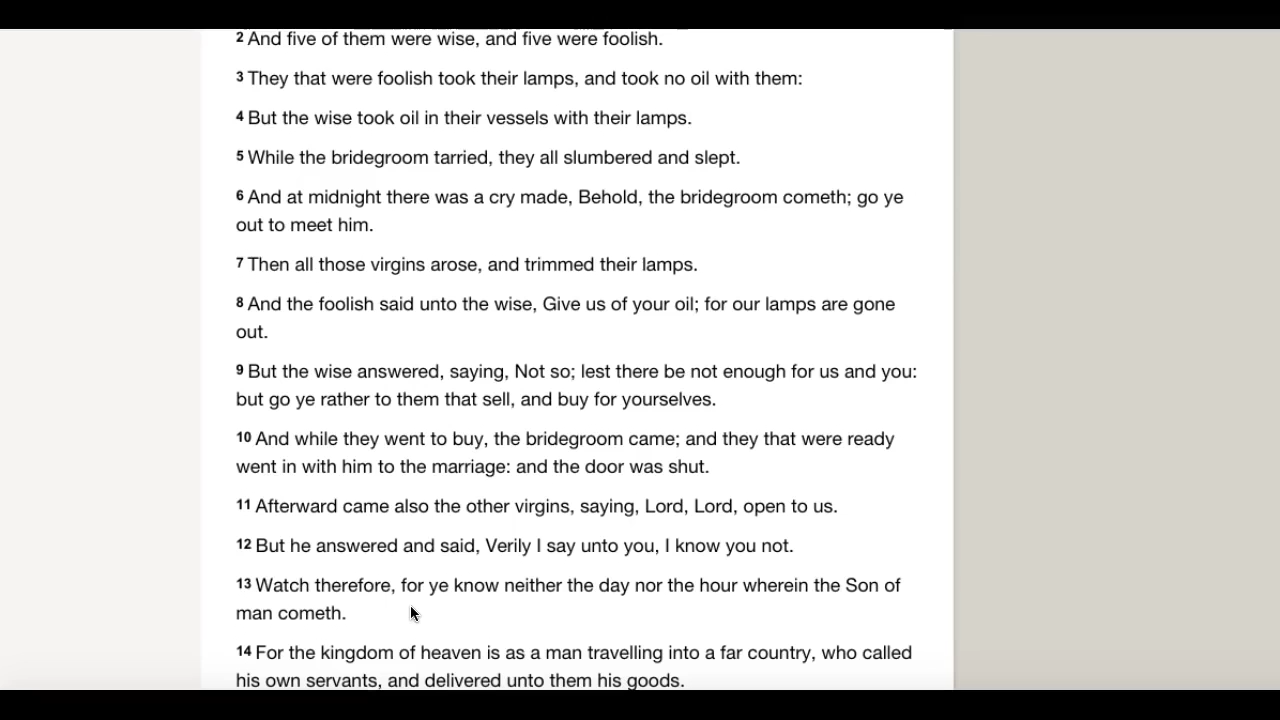 2 And five of them were wise, and five were foolish.
3 They that were foolish took their lamps, and took no oil with them:
4 But the wise took oil in their vessels with their lamps.
5 While the bridegroom tarried, they all slumbered and slept.
6 And at midnight there was a cry made, Behold, the bridegroom cometh; go ye
out to meet him.
7 Then all those virgins arose, and trimmed their lamps.
8 And the foolish said unto the wise, Give us of your oil; for our lamps are gone
out.
9 But the wise answered, saying, Not so; lest there be not enough for us and you:
but go ye rather to them that sell, and buy for yourselves.
10 And while they went to buy, the bridegroom came; and they that were ready
went in with him to the marriage: and the door was shut.
11 Afterward came also the other virgins, saying, Lord, Lord, open to us.
12 But he answered and said, Verily I say unto you, I know you not.
13 Watch therefore, for ye know neither the day nor the hour wherein the Son of
man cometh.
14 For the kingdom of heaven is as a man travelling into a far country, who called
his own servants, and delivered unto them his goods.